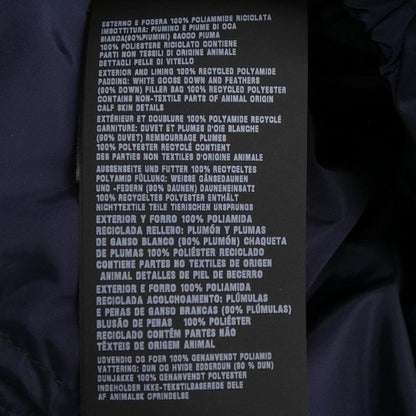 ESTERNO E FODERA 100% POLIAMMIDE RICICLATA
IMBOTTITURA: PIUMINO E PIUME DI OCA
BIANCA(90%PIUMINI) SACCO PIUMA
100% POLIESTERE RICICLATO CONTIENE
PARTI NON TESSILI DI ORIGINE ANIMALE
DETTAGLI PELLE DI VITELLO
EXTERIOR AND LINING 100% RECYCLED POLYAMIDE
PADDING: WHITE GOOSE DOWN AND FEATHERS
(90% DOWN) FILLER BAG 100% RECYCLED POLYESTER
CONTAINS NON-TEXTILE PARTS OF ANIMAL ORIGIN
CALF SKIN DETAILS
EXTÉRIEUR ET DOUBLURE 100% POLYAMIDE RECYCLÉ
GARNITURE: DUVET ET PLUMES D'OIE BLANCHE
(90% DUVET) REMBOURRAGE PLUMES
100% POLYESTER RECYCLÉ CONTIENT
DES PARTIES NON TEXTILES D'ORIGINE ANIMALE
AUSSENSEITE UND FUTTER 100% RECYCELTES
POLYAMID FÜLLUNG: WEISSE GÄNSEDAUNEN
UND -FEDERN (90% DAUNEN) DAUNENEINSATZ
100% RECYCELTES POLYESTER ENTHÄLT
NICHTTEXTILE TEILE TIERISCHEN URSPRUNGS
EXTERIOR Y FORRO 100% POLIAMIDA
RECICLADA RELLENO: PLUMÓN Y PLUMAS
DE GANSO BLANCO (90% PLUMÓN) CHAQUETA
DE PLUMAS 100% POLIÉSTER RECICLADO
CONTIENE PARTES NO TEXTILES DE ORIGEN
ANIMAL DETALLES DE PIEL DE BECERRO
EXTERIOR E FORRO 100% POLIAMIDA
RECICLADA ACOLCHOAMENTO: PLÚMULAS
E PENAS DE GANSO BRANCAS (90% PLÚMULAS)
BLUSÃO DE PENAS 100% POLIÉSTER
RECICLADO CONTÉM PARTES NÃO
TÊXTEIS DE ORIGEM ANIMAL
UDVENDIG OG FOER 100% GENANVENDT POLIAMID
VATTERING: DUN OG HVIDE EDDERDUN (90 % DUN)
DUNJAKKE 100% GENANVENDT POLYESTER
INDEHOLDER IKKE-TEKSTILBASEREDE DELE
AF ANIMALSK OPRINDELSE